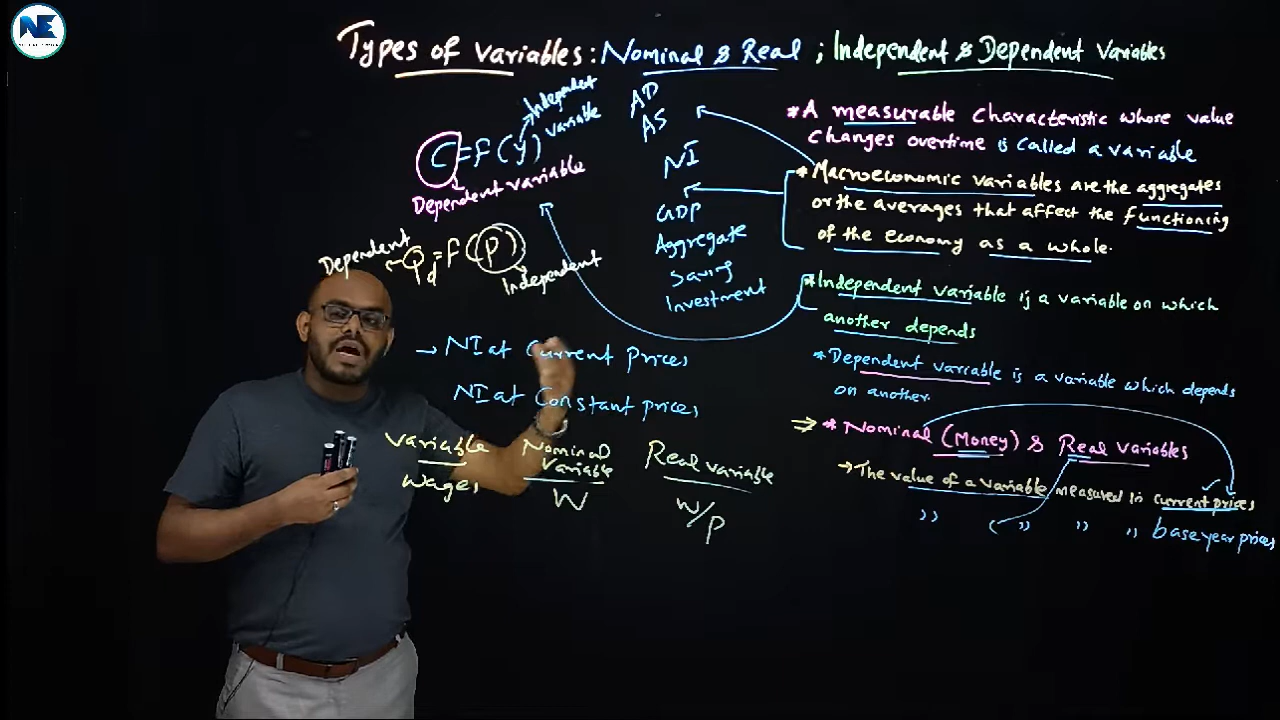 NE
Types of variables: Nominal & Real ; Independent & Dependent Variables
Independent
variable
C = f (y)
Dependent variable
Dependent
Qd = f (P)
Independent
AD
AS
NI
GDP
Aggregate
Saving
Investment
* A measurable characteristic whose value
changes overtime is called a variable
* Macroeconomic variables are the aggregates
or the averages that affect the functioning
of the economy as a whole.
* Independent variable is a variable on which
another depends
* Dependent variable is a variable which depends
on another.
⇒ * Nominal (Money) & Real variables
→ The value of a variable measured in current prices
" " " " base year prices
→ NI at Current prices
NI at Constant prices
Variable Nominal Variable Real variable
Wages W W/P